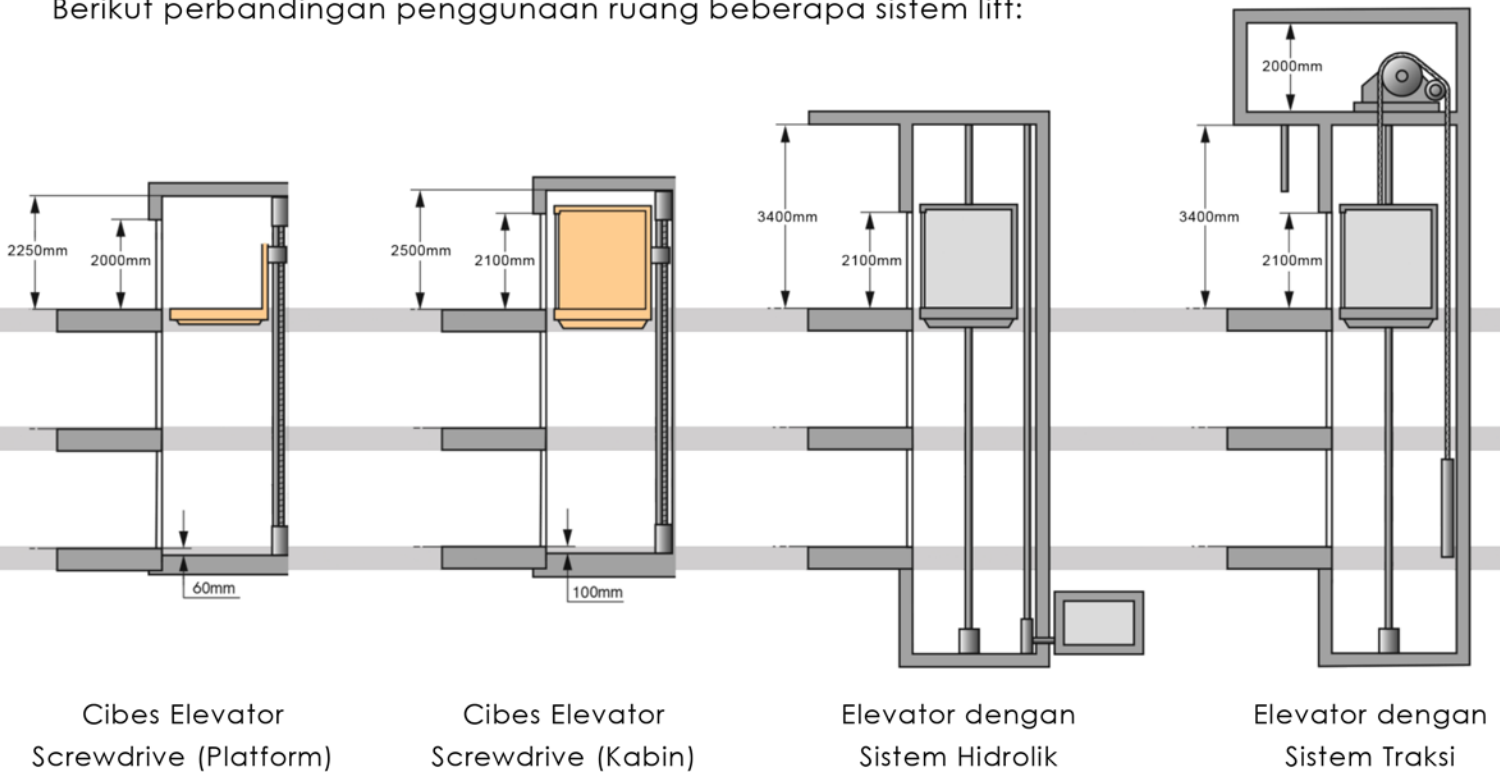 Berikut perbandingan penggunaan ruang beberapa sistem lift:
2250mm
2000mm
60mm
Cibes Elevator
Screwdrive (Platform)
2500mm
2100mm
100mm
Cibes Elevator
Screwdrive (Kabin)
3400mm
2100mm
Elevator dengan
Sistem Hidrolik
2000mm
3400mm
2100mm
Elevator dengan
Sistem Traksi